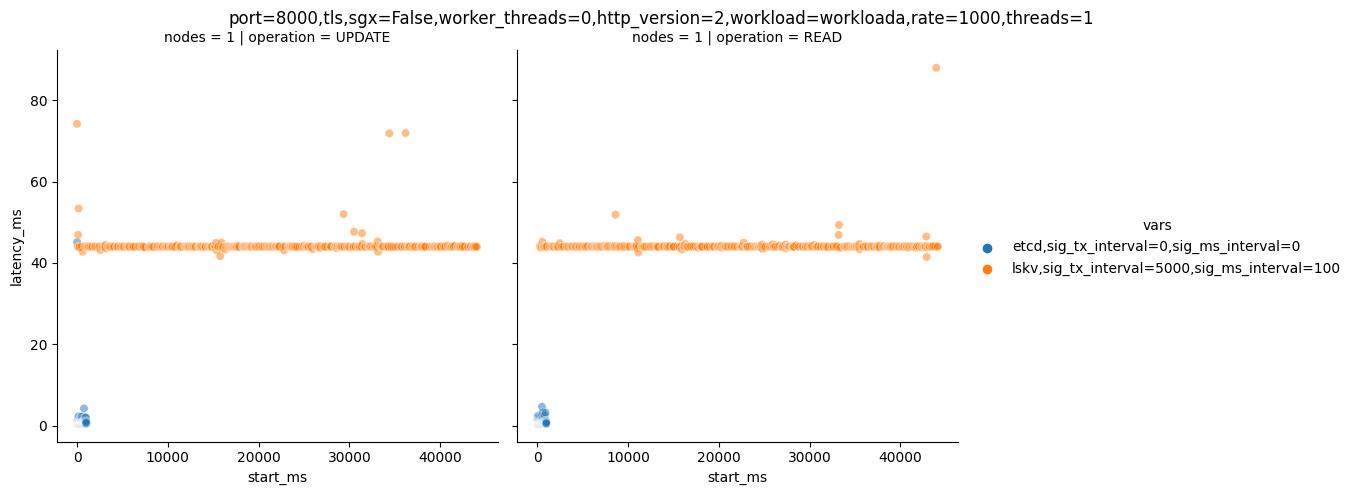 port=8000,tls,sgx=False,worker_threads=0,http_version=2,workload=workloada,rate=1000,threads=1
nodes = 1 | operation = UPDATE
nodes = 1 | operation = READ
latency_ms
80
60
40
20
0
0 10000 20000 30000 40000
start_ms
0 10000 20000 30000 40000
start_ms
vars
etcd,sig_tx_interval=0,sig_ms_interval=0
lskv,sig_tx_interval=5000,sig_ms_interval=100